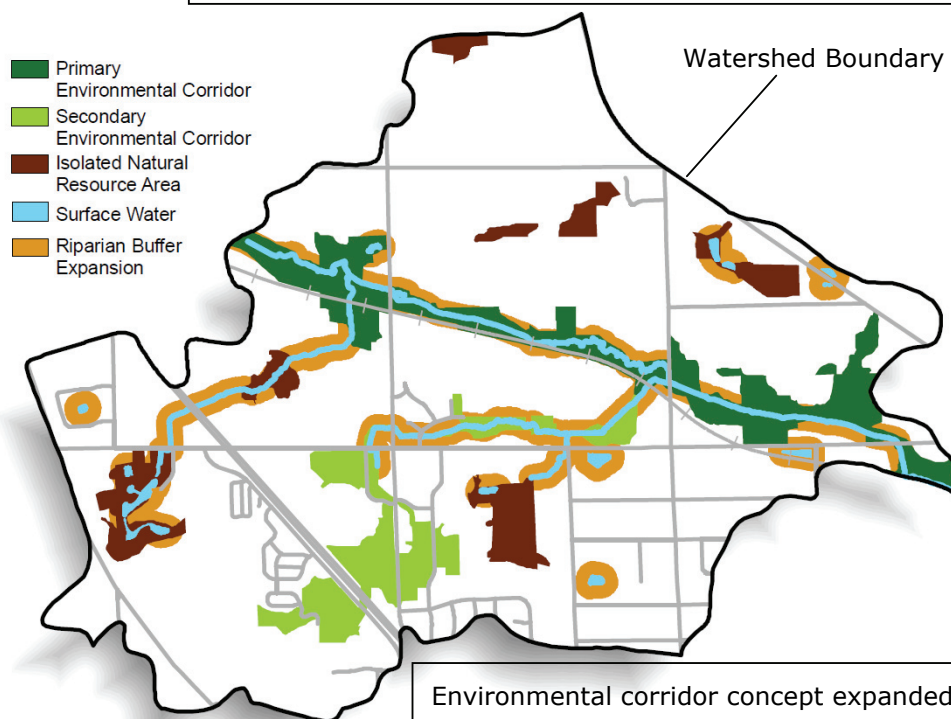 Watershed Boundary
Primary
Environmental Corridor
Secondary
Environmental Corridor
Isolated Natural
Resource Area
Surface Water
Riparian Buffer
Expansion
Environmental corridor concept expanded